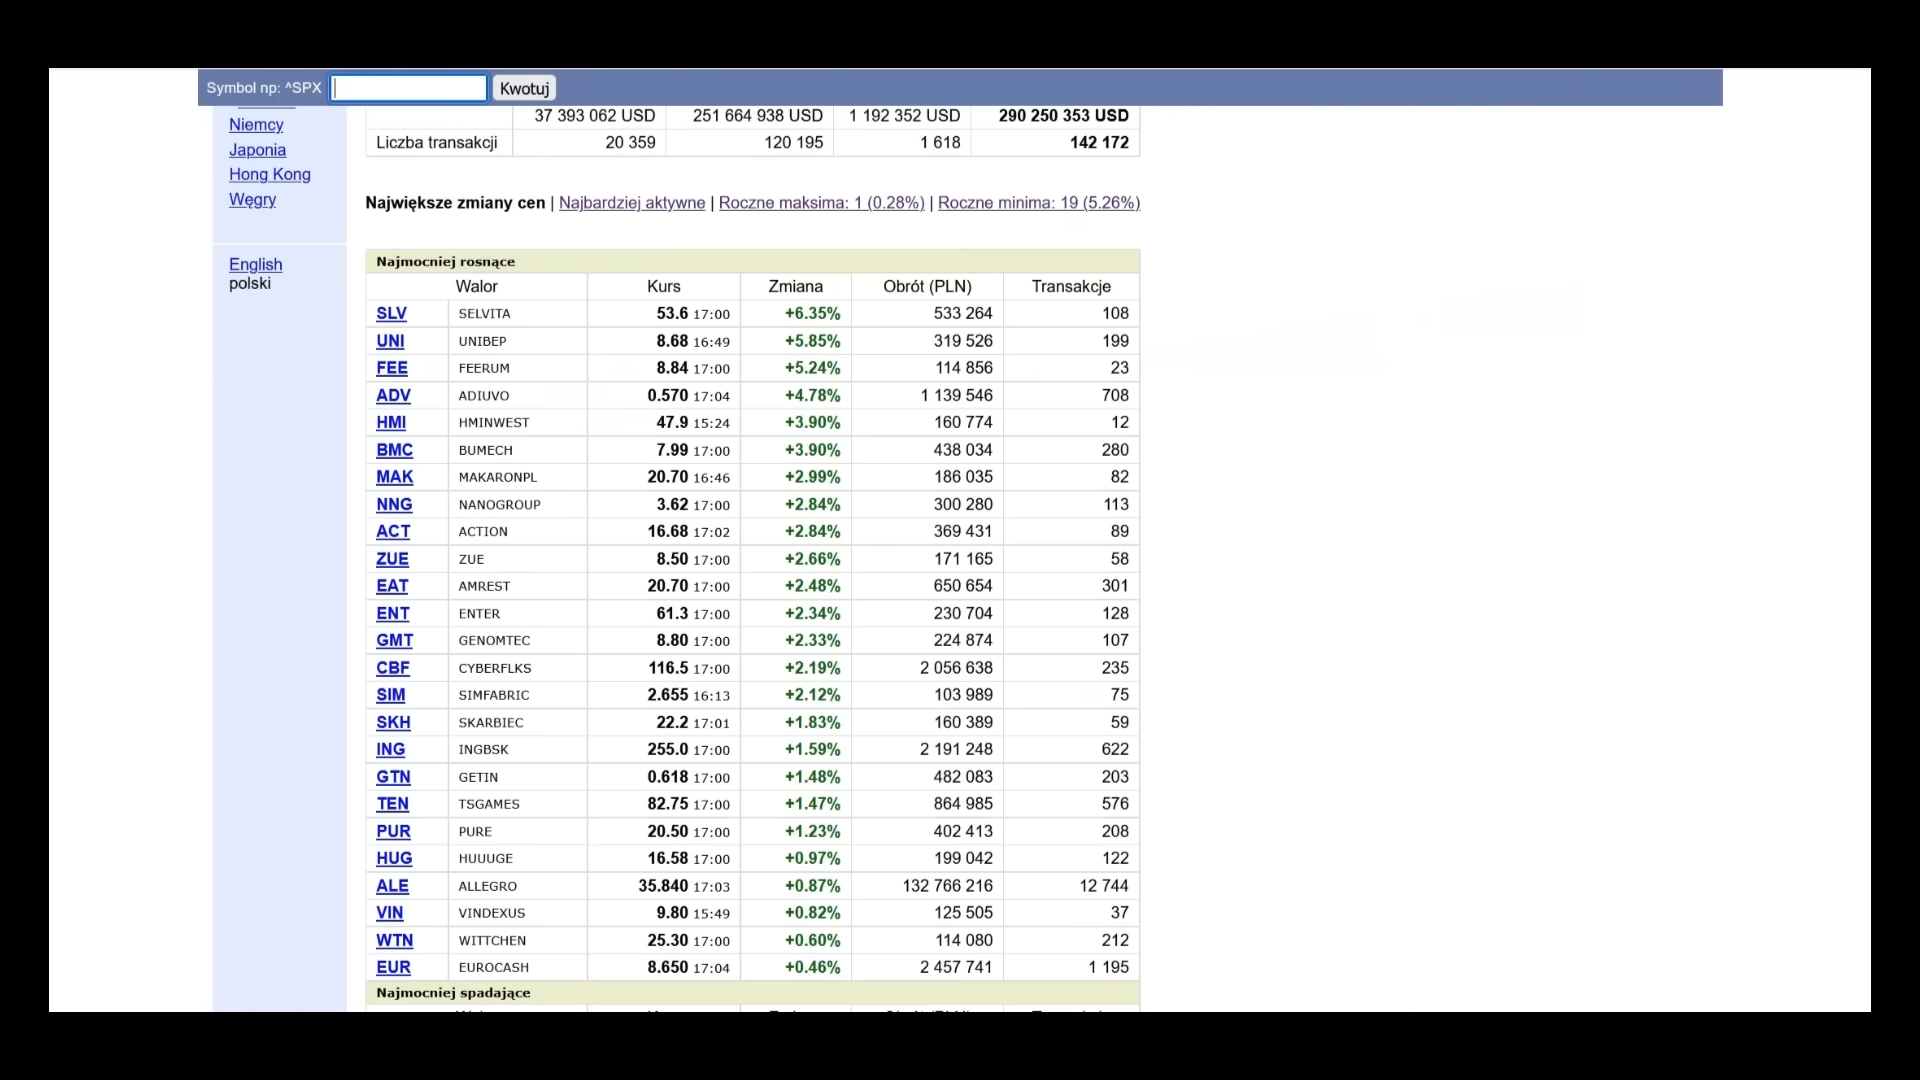 Symbol np: ^SPX Kwotuj
37 393 062 USD 251 664 938 USD 1 192 352 USD 290 250 353 USD
Liczba transakcji 20 359 120 195 1 618 142 172
Niemcy
Japonia
Hong Kong
Węgry
English
polski
Największe zmiany cen | Najbardziej aktywne | Roczne maksima: 1 (0.28%) | Roczne minima: 19 (5.26%)
Najmocniej rosnące
Walor Kurs Zmiana Obrót (PLN) Transakcje
SLV SELVITA 53.6 17:00 +6.35% 533 264 108
UNI UNIBEP 8.68 16:49 +5.85% 319 526 199
FEE FEERUM 8.84 17:00 +5.24% 114 856 23
ADV ADIUVO 0.570 17:04 +4.78% 1 139 546 708
HMI HMINWEST 47.9 15:24 +3.90% 160 774 12
BMC BUMECH 7.99 17:00 +3.90% 438 034 280
MAK MAKARONPL 20.70 16:46 +2.99% 186 035 82
NNG NANOGROUP 3.62 17:00 +2.84% 300 280 113
ACT ACTION 16.68 17:02 +2.84% 369 431 89
ZUE ZUE 8.50 17:00 +2.66% 171 165 58
EAT AMREST 20.70 17:00 +2.48% 650 654 301
ENT ENTER 61.3 17:00 +2.34% 230 704 128
GMT GENOMTEC 8.80 17:00 +2.33% 224 874 107
CBF CYBERFLKS 116.5 17:00 +2.19% 2 056 638 235
SIM SIMFABRIC 2.655 16:13 +2.12% 103 989 75
SKH SKARBIEC 22.2 17:01 +1.83% 160 389 59
ING INGBSK 255.0 17:00 +1.59% 2 191 248 622
GTN GETIN 0.618 17:00 +1.48% 482 083 203
TEN TSGAMES 82.75 17:00 +1.47% 864 985 576
PUR PURE 20.50 17:00 +1.23% 402 413 208
HUG HUUUGE 16.58 17:00 +0.97% 199 042 122
ALE ALLEGRO 35.840 17:03 +0.87% 132 766 216 12 744
VIN VINDEXUS 9.80 15:49 +0.82% 125 505 37
WTN WITTCHEN 25.30 17:00 +0.60% 114 080 212
EUR EUROCASH 8.650 17:04 +0.46% 2 457 741 1 195
Najmocniej spadające